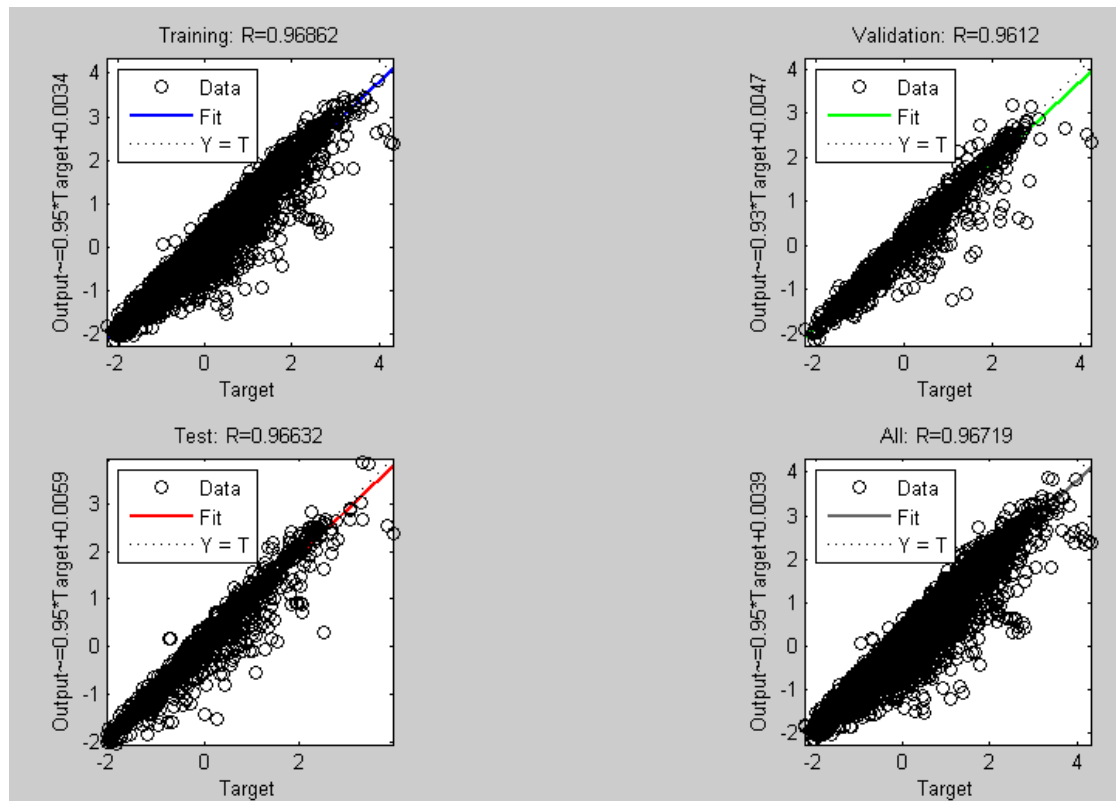 Training: R=0.96862
Output~=0.95*Target+0.0034
4
3
2
1
0
-1
-2
Data
Fit
Y = T
-2 0 2 4
Target
Validation: R=0.9612
Output~=0.93*Target+0.0047
4
3
2
1
0
-1
-2
Data
Fit
Y = T
-2 0 2 4
Target
Test: R=0.96632
Output~=0.95*Target+0.0059
3
2
1
0
-1
-2
Data
Fit
Y = T
-2 0 2
Target
All: R=0.96719
Output~=0.95*Target+0.0039
4
3
2
1
0
-1
-2
Data
Fit
Y = T
-2 0 2 4
Target